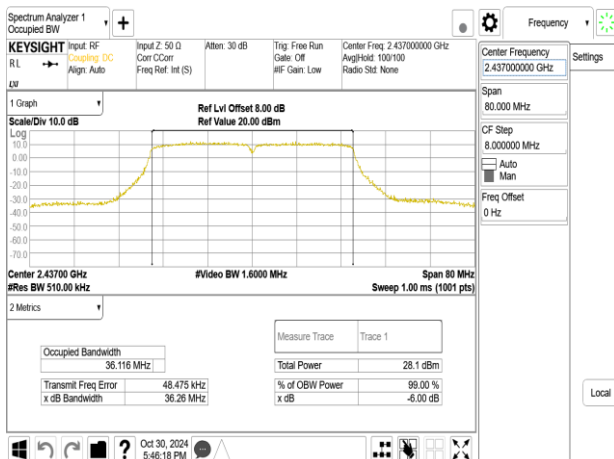 Spectrum Analyzer 1
Occupied BW
Frequency
KEYSIGHT
RL
LXI
Input: RF
Coupling: DC
Align: Auto
Input Z: 50 Ω
Corr CCorr
Freq Ref: Int (S)
Atten: 30 dB
Trig: Free Run
Gate: Off
#IF Gain: Low
Center Freq: 2.437000000 GHz
Avg|Hold: 100/100
Radio Std: None
Center Frequency
2.437000000 GHz
Settings
Span
80.000 MHz
CF Step
8.000000 MHz
Auto
Man
Freq Offset
0 Hz
1 Graph
Scale/Div 10.0 dB
Ref Lvl Offset 8.00 dB
Ref Value 20.00 dBm
Log
10.0
0.00
-10.0
-20.0
-30.0
-40.0
-50.0
-60.0
-70.0
Center 2.43700 GHz
#Video BW 1.6000 MHz
Span 80 MHz
#Res BW 510.00 kHz
Sweep 1.00 ms (1001 pts)
2 Metrics
Measure Trace Trace 1
Occupied Bandwidth
36.116 MHz
Total Power 28.1 dBm
Transmit Freq Error 48.475 kHz
% of OBW Power 99.00 %
x dB Bandwidth 36.26 MHz
x dB -6.00 dB
Local
?
Oct 30, 2024
5:46:18 PM